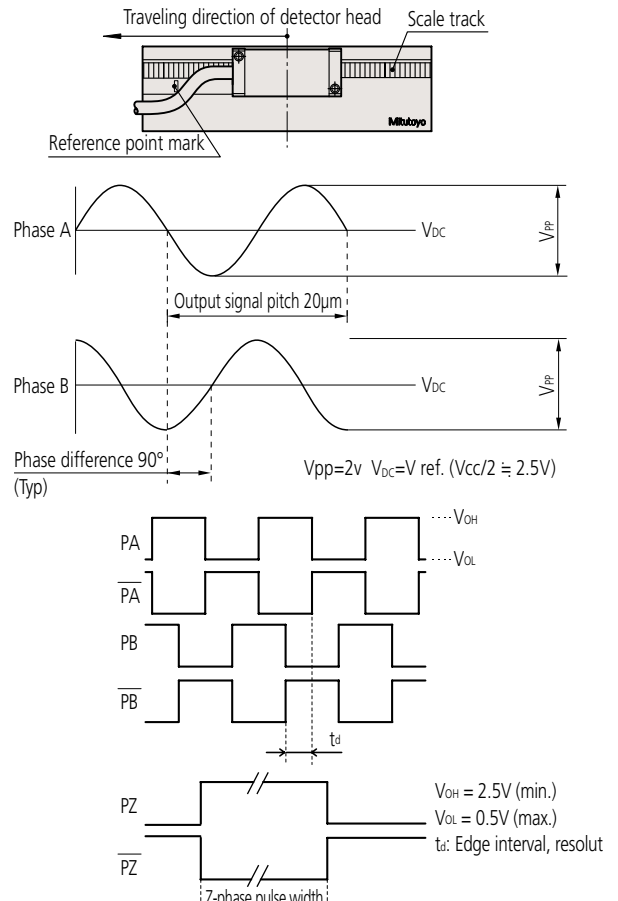 Traveling direction of detector head
Scale track
Mitutoyo
Reference point mark
Phase A
VDC
VPP
Output signal pitch 20µm
Phase B
VDC
VPP
Phase difference 90°
(Typ)
Vpp=2v VDC=V ref. (Vcc/2 ≒ 2.5V)
PA
VOH
VOL
PA
PB
PB
td
PZ
VOH = 2.5V (min.)
VOL = 0.5V (max.)
td: Edge interval, resolut
PZ
Z-phase pulse width